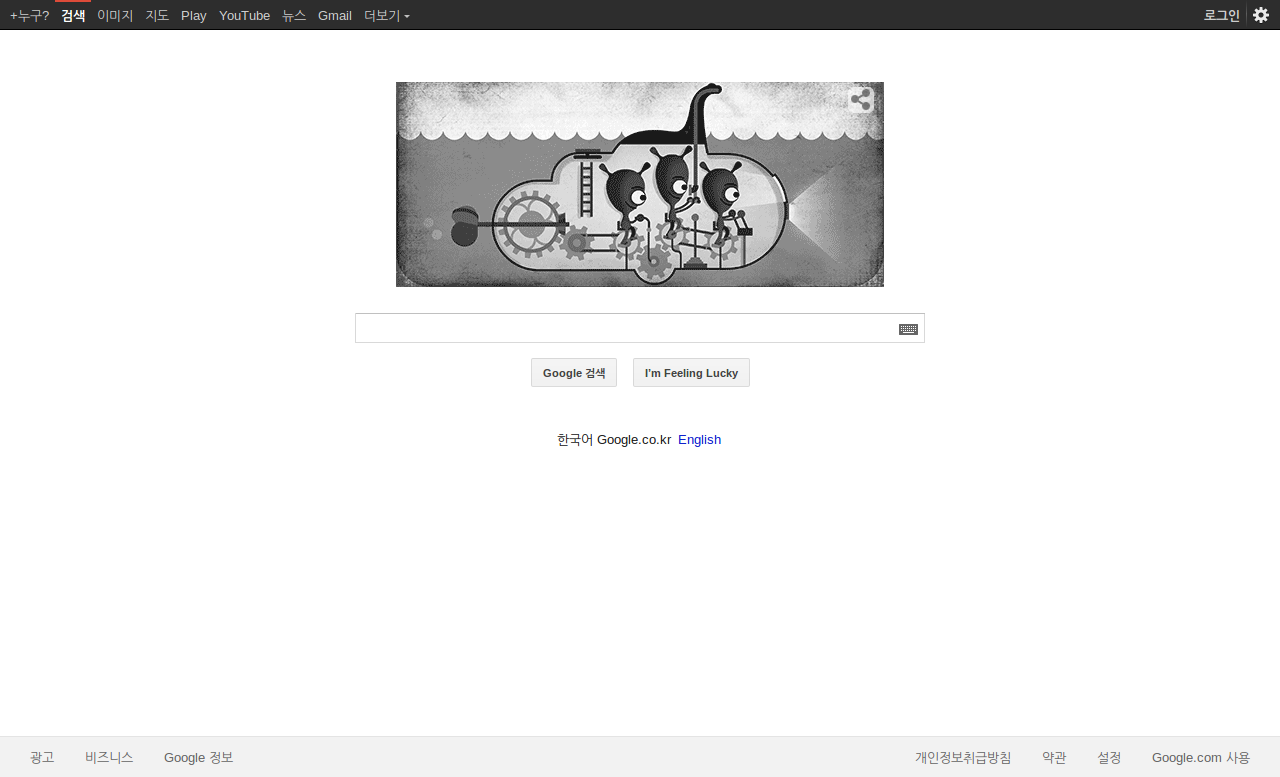 +누구? 검색 이미지 지도 Play YouTube 뉴스 Gmail 더보기 로그인
Google 검색 I'm Feeling Lucky
한국어 Google.co.kr English
광고 비즈니스 Google 정보 개인정보취급방침 약관 설정 Google.com 사용